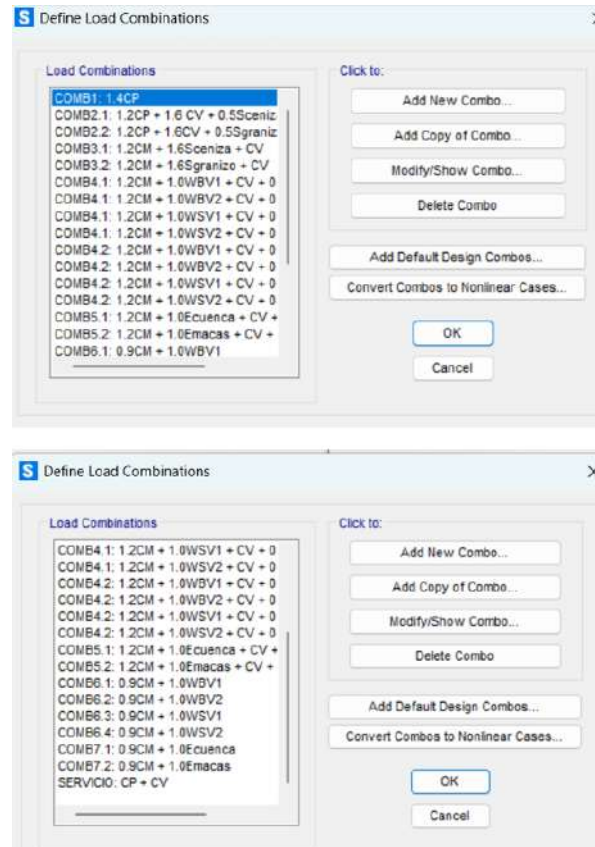 S Define Load Combinations
Load Combinations
COMB1: 1.4CP
COMB2.1: 1.2CP + 1.6 CV + 0.5Sceniz
COMB2.2: 1.2CP + 1.6CV + 0.5Sgraniz
COMB3.1: 1.2CM + 1.6Sceniza + CV
COMB3.2: 1.2CM + 1.6Sgranizo + CV
COMB4.1: 1.2CM + 1.0WBV1 + CV + 0
COMB4.1: 1.2CM + 1.0WBV2 + CV + 0
COMB4.1: 1.2CM + 1.0WSV1 + CV + 0
COMB4.1: 1.2CM + 1.0WSV2 + CV + 0
COMB4.2: 1.2CM + 1.0WBV1 + CV + 0
COMB4.2: 1.2CM + 1.0WBV2 + CV + 0
COMB4.2: 1.2CM + 1.0WSV1 + CV + 0
COMB4.2: 1.2CM + 1.0WSV2 + CV + 0
COMB5.1: 1.2CM + 1.0Ecuenca + CV +
COMB5.2: 1.2CM + 1.0Emacas + CV +
COMB6.1: 0.9CM + 1.0WBV1
Click to:
Add New Combo...
Add Copy of Combo...
Modify/Show Combo...
Delete Combo
Add Default Design Combos...
Convert Combos to Nonlinear Cases...
OK
Cancel
S Define Load Combinations
Load Combinations
COMB4.1: 1.2CM + 1.0WSV1 + CV + 0
COMB4.1: 1.2CM + 1.0WSV2 + CV + 0
COMB4.2: 1.2CM + 1.0WBV1 + CV + 0
COMB4.2: 1.2CM + 1.0WBV2 + CV + 0
COMB4.2: 1.2CM + 1.0WSV1 + CV + 0
COMB4.2: 1.2CM + 1.0WSV2 + CV + 0
COMB5.1: 1.2CM + 1.0Ecuenca + CV +
COMB5.2: 1.2CM + 1.0Emacas + CV +
COMB6.1: 0.9CM + 1.0WBV1
COMB6.2: 0.9CM + 1.0WBV2
COMB6.3: 0.9CM + 1.0WSV1
COMB6.4: 0.9CM + 1.0WSV2
COMB7.1: 0.9CM + 1.0Ecuenca
COMB7.2: 0.9CM + 1.0Emacas
SERVICIO: CP + CV
Click to:
Add New Combo...
Add Copy of Combo...
Modify/Show Combo...
Delete Combo
Add Default Design Combos...
Convert Combos to Nonlinear Cases...
OK
Cancel